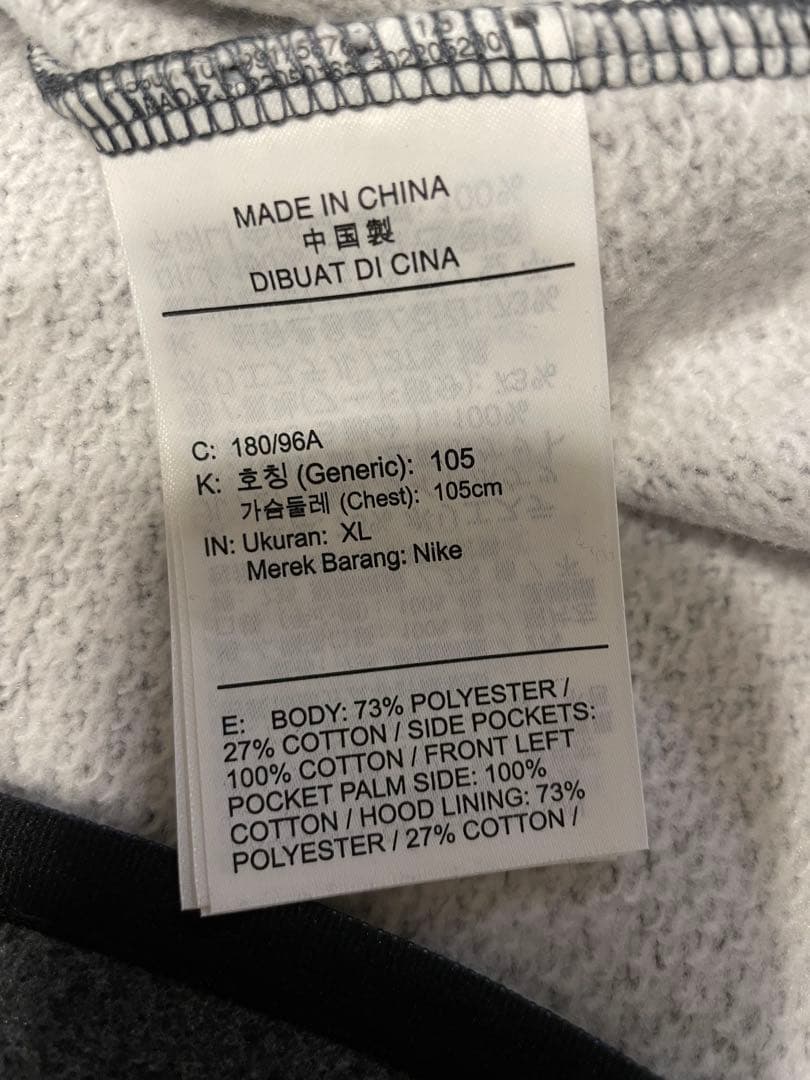 MADE IN CHINA
中国製
DIBUAT DI CINA
C: 180/96A
K: 호칭 (Generic): 105
가슴둘레 (Chest): 105cm
IN: Ukuran: XL
Merek Barang: Nike
E: BODY: 73% POLYESTER /
27% COTTON / SIDE POCKETS:
100% COTTON / FRONT LEFT
POCKET PALM SIDE: 100%
COTTON / HOOD LINING: 73%
POLYESTER / 27% COTTON /